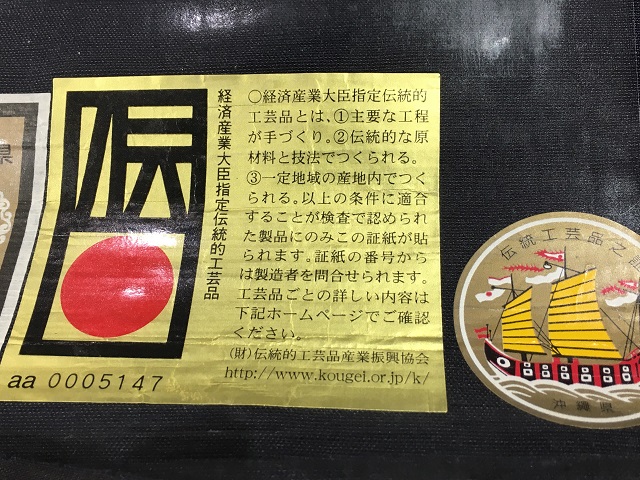 県
経済産業大臣指定伝統的工芸品
○経済産業大臣指定伝統的
工芸品とは、①主要な工程
が手づくり。②伝統的な原
材料と技法でつくられる。
③一定地域の産地内でつく
られる。以上の条件に適合
することが検査で認められ
た製品にのみこの証紙が貼
られます。証紙の番号から
は製造者を問合せられます。
工芸品ごとの詳しい内容は
下記ホームページでご確認
ください。
(財)伝統的工芸品産業振興協会
http://www.kougei.or.jp/k/
aa 0005147
伝統工芸品之
沖縄県